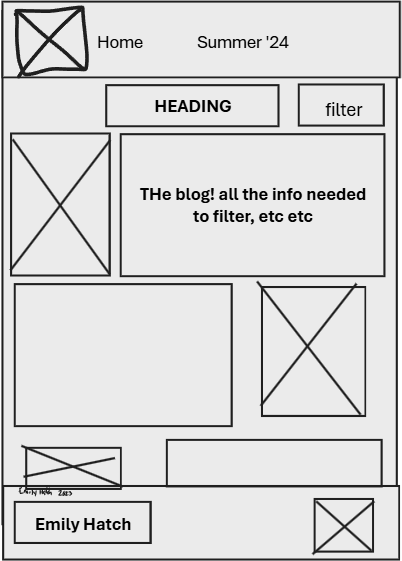 Home
Summer '24
HEADING
filter
THe blog! all the info needed
to filter, etc etc
Emily Hatch 2023
Emily Hatch